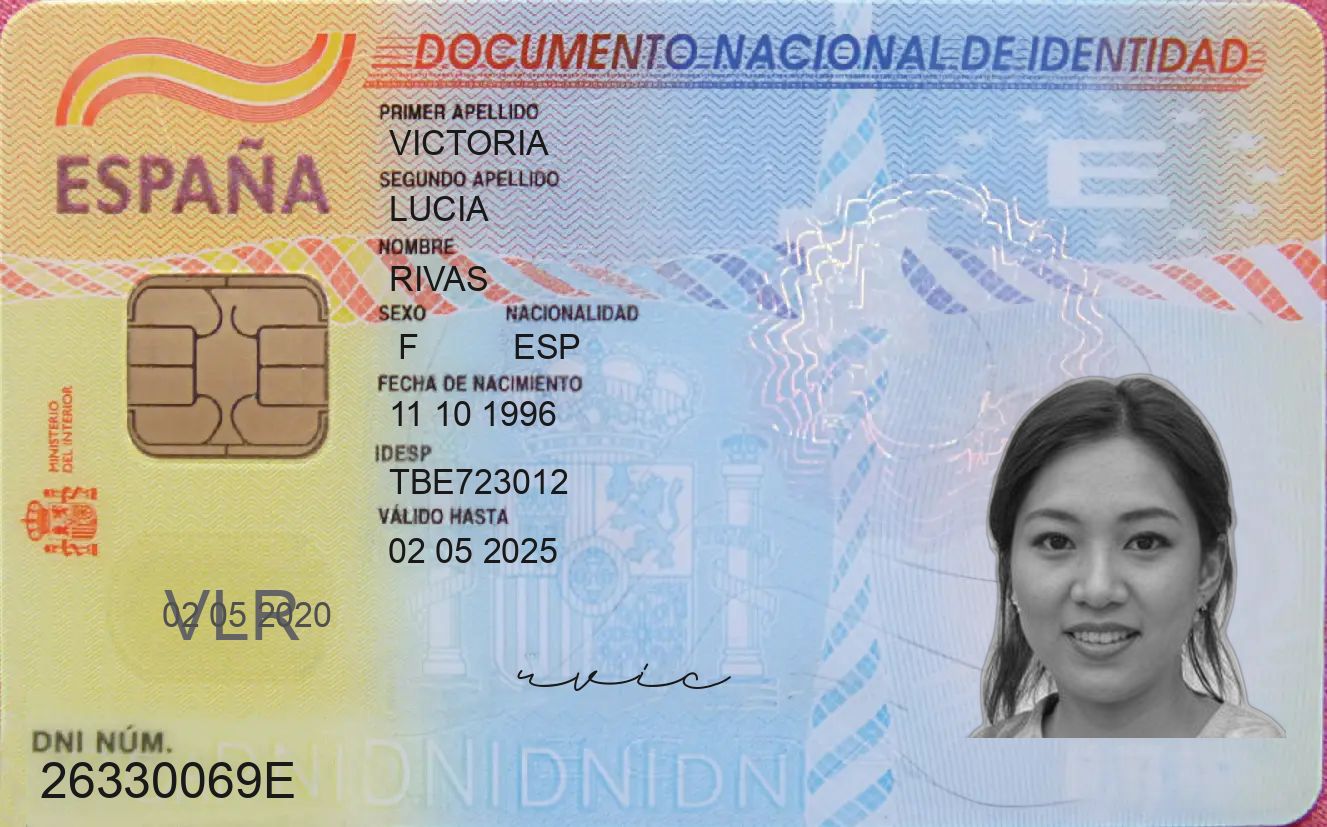 DOCUMENTO NACIONAL DE IDENTIDAD
ESPAÑA
PRIMER APELLIDO
VICTORIA
SEGUNDO APELLIDO
LUCIA
NOMBRE
RIVAS
SEXO NACIONALIDAD
F ESP
FECHA DE NACIMIENTO
11 10 1996
IDESP
TBE723012
VÁLIDO HASTA
02 05 2025
MINISTERIO
DEL INTERIOR
E
VLR
02 05 2020
rvic
DNI NÚM.
26330069E
DNIDNIDNIDNI